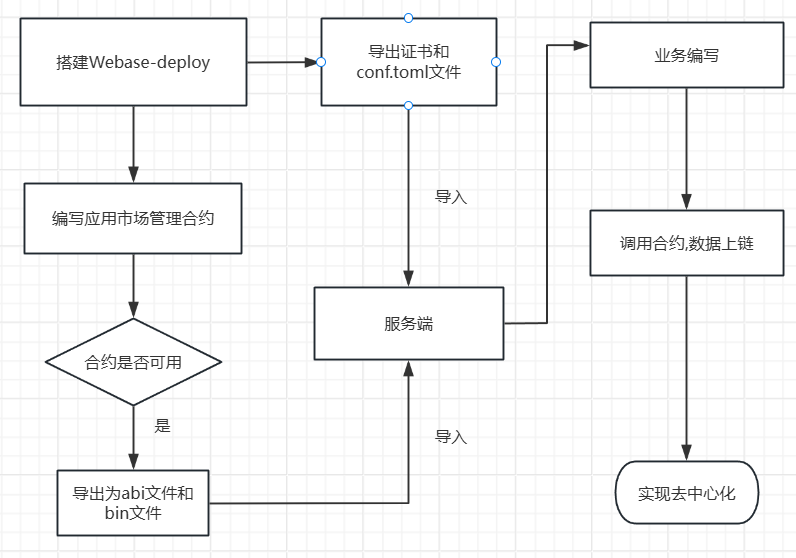 搭建Webase-deploy
导出证书和
conf.toml文件
业务编写
导入
编写应用市场管理合约
调用合约,数据上链
服务端
合约是否可用
是
导入
导出为abi文件和
bin文件
实现去中心化